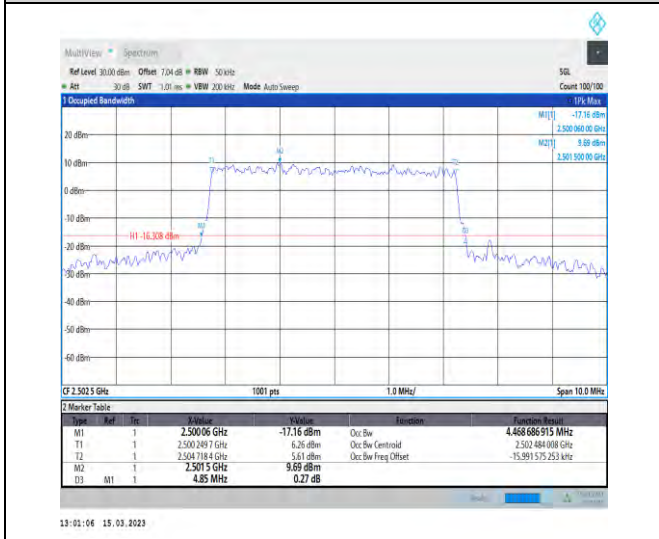 MultiView Spectrum
Ref Level 30.00 dBm Offset 7.04 dB RBW 50 kHz SGL
Att 30 dB SWT 1.01 ms VBW 200 kHz Mode Auto Sweep Count 100/100
1 Occupied Bandwidth 1Pk Max
M1[1] -17.16 dBm
2.500 060 00 GHz
M2[1] 9.69 dBm
2.501 500 00 GHz
20 dBm
10 dBm
0 dBm
-10 dBm
H1 -16.308 dBm
-20 dBm
-30 dBm
-40 dBm
-50 dBm
-60 dBm
T1
M2
T2
M1
D3
CF 2.502 5 GHz 1001 pts 1.0 MHz/ Span 10.0 MHz
2 Marker Table
Type Ref Trc X-Value Y-Value Function Function Result
M1 1 2.50006 GHz -17.16 dBm Occ Bw 4.468 686 915 MHz
T1 1 2.500 249 7 GHz 6.26 dBm Occ Bw Centroid 2.502 484 008 GHz
T2 1 2.504 718 4 GHz 5.61 dBm Occ Bw Freq Offset -15.991 575 253 kHz
M2 1 2.501 5 GHz 9.69 dBm
D3 M1 1 4.85 MHz 0.27 dB
13:01:06 15.03.2023